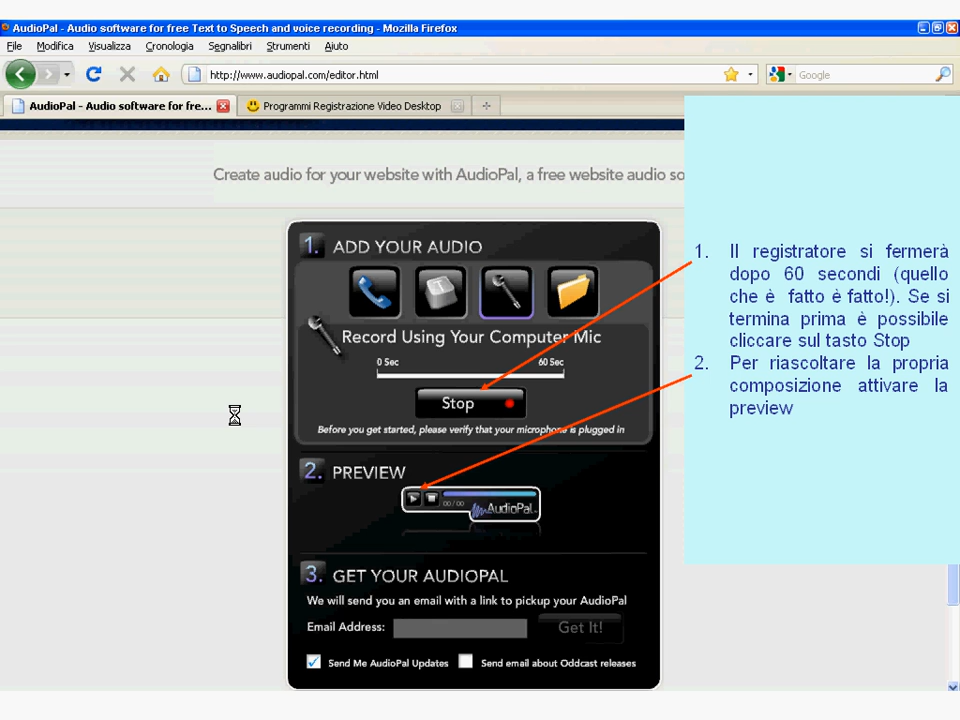 AudioPal - Audio software for free Text to Speech and voice recording - Mozilla Firefox
File Modifica Visualizza Cronologia Segnalibri Strumenti Aiuto
http://www.audiopal.com/editor.html
Google
AudioPal - Audio software for fre...
Programmi Registrazione Video Desktop
Create audio for your website with AudioPal, a free website audio so
1. ADD YOUR AUDIO
Record Using Your Computer Mic
0 Sec 60 Sec
Stop
Before you get started, please verify that your microphone is plugged in
2. PREVIEW
00 / 00
AudioPal
3. GET YOUR AUDIOPAL
We will send you an email with a link to pickup your AudioPal
Email Address:
Get It!
Send Me AudioPal Updates
Send email about Oddcast releases
1. Il registratore si fermerà
dopo 60 secondi (quello
che è fatto è fatto!). Se si
termina prima è possibile
cliccare sul tasto Stop
2. Per riascoltare la propria
composizione attivare la
preview